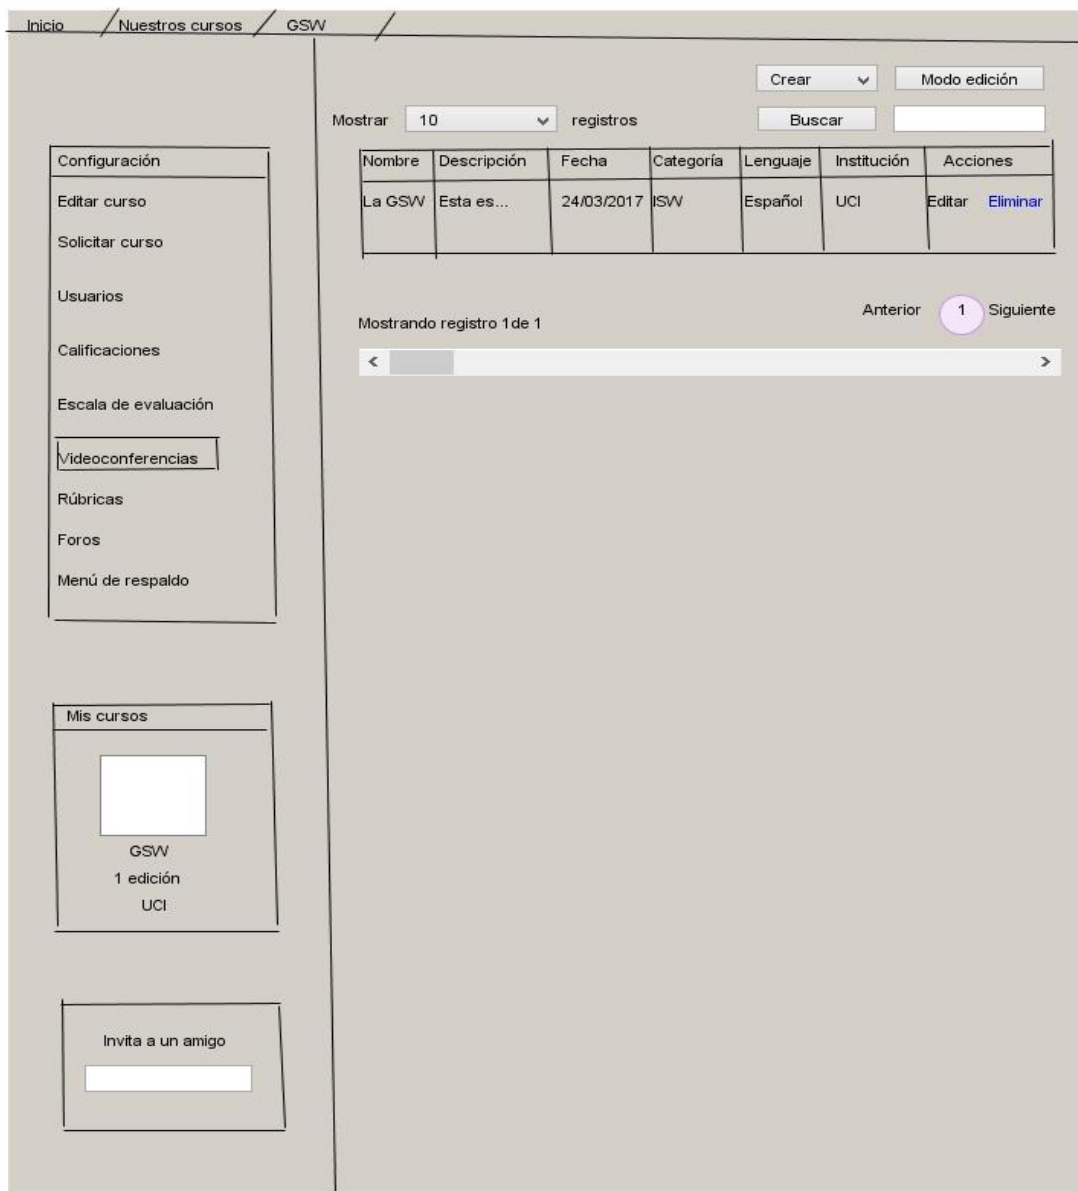 Inicio Nuestros cursos GSW
Crear Modo edición
Mostrar 10 registros Buscar
Nombre Descripción Fecha Categoría Lenguaje Institución Acciones
La GSW Esta es... 24/03/2017 ISW Español UCI Editar Eliminar
Mostrando registro 1 de 1
Anterior 1 Siguiente
Configuración
Editar curso
Solicitar curso
Usuarios
Calificaciones
Escala de evaluación
Videoconferencias
Rúbricas
Foros
Menú de respaldo
Mis cursos
GSW
1 edición
UCI
Invita a un amigo